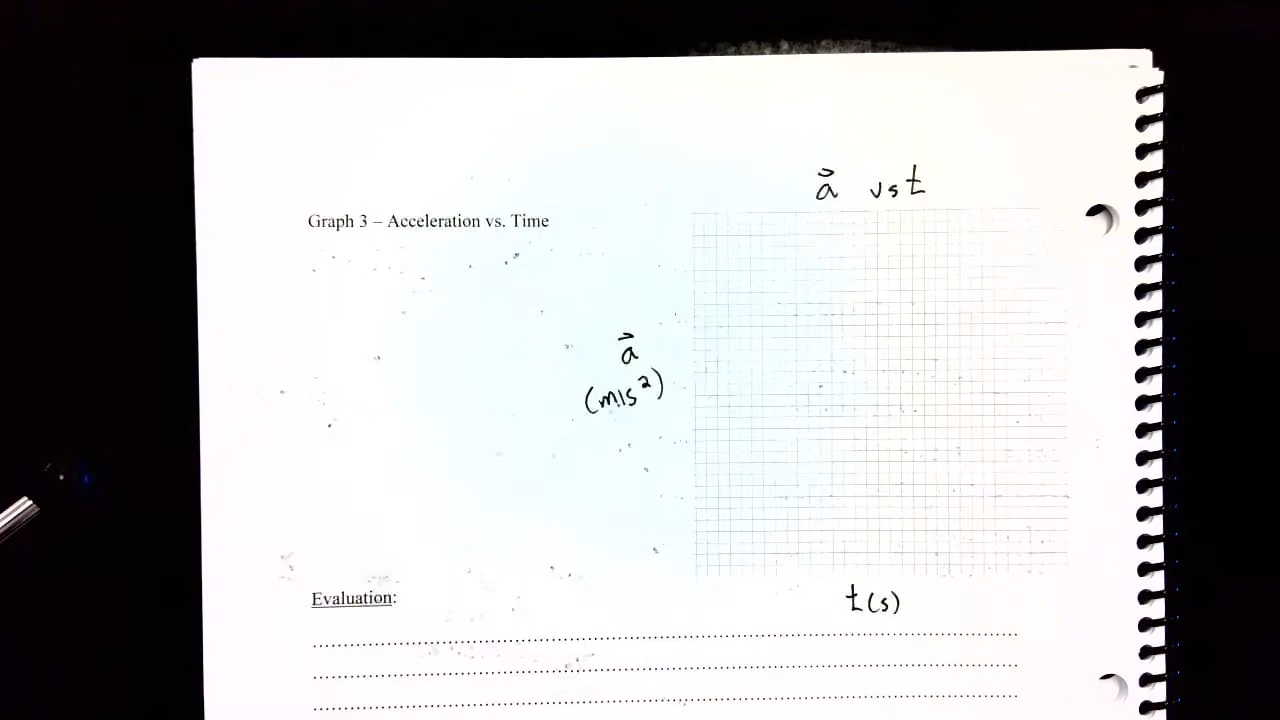 a⃗ vs t
Graph 3 – Acceleration vs. Time
a⃗
(m/s²)
t(s)
Evaluation: